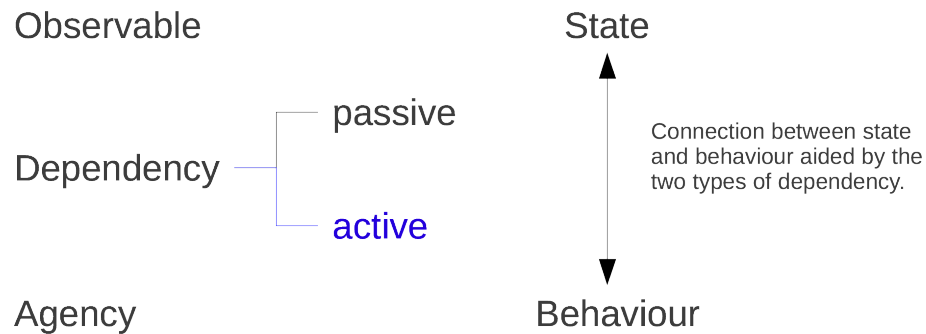 Observable
State
passive
Dependency
active
Connection between state
and behaviour aided by the
two types of dependency.
Agency
Behaviour